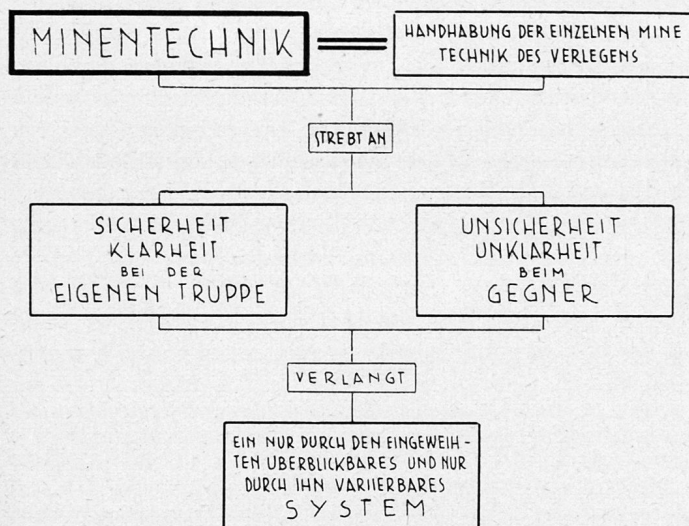 MINENTECHNIK
HANDHABUNG DER EINZELNEN MINE
TECHNIK DES VERLEGENS
STREBT AN
SICHERHEIT
KLARHEIT
BEI DER
EIGENEN TRUPPE
UNSICHERHEIT
UNKLARHEIT
BEIM
GEGNER
VERLANGT
EIN NUR DURCH DEN EINGEWEIH-
TEN ÜBERBLICKBARES UND NUR
DURCH IHN VARIIERBARES
SYSTEM